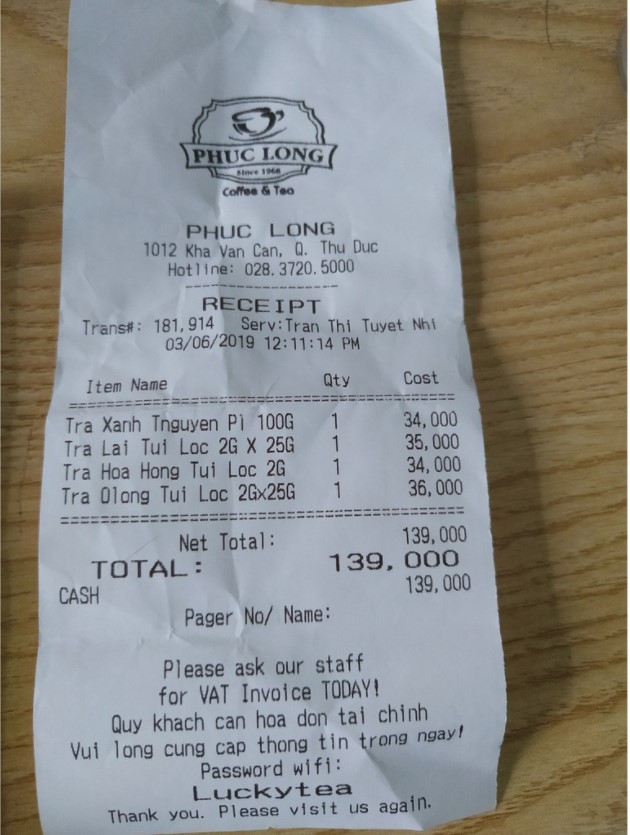 PHUC LONG
Since 1968
Coffee & Tea
PHUC LONG
1012 Kha Van Can, Q. Thu Duc
Hotline: 028.3720.5000
RECEIPT
Trans#: 181,914 Serv:Tran Thi Tuyet Nhi
03/06/2019 12:11:14 PM
Item Name Qty Cost
Tra Xanh Tnguyen Pl 100G 1 34,000
Tra Lai Tui Loc 2G X 25G 1 35,000
Tra Hoa Hong Tui Loc 2G 1 34,000
Tra Olong Tui Loc 2Gx25G 1 36,000
Net Total: 139,000
TOTAL: 139,000
CASH 139,000
Pager No/ Name:
Please ask our staff
for VAT Invoice TODAY!
Quy khach can hoa don tai chinh
Vui long cung cap thong tin trong ngay!
Password wifi:
Luckytea
Thank you. Please visit us again.